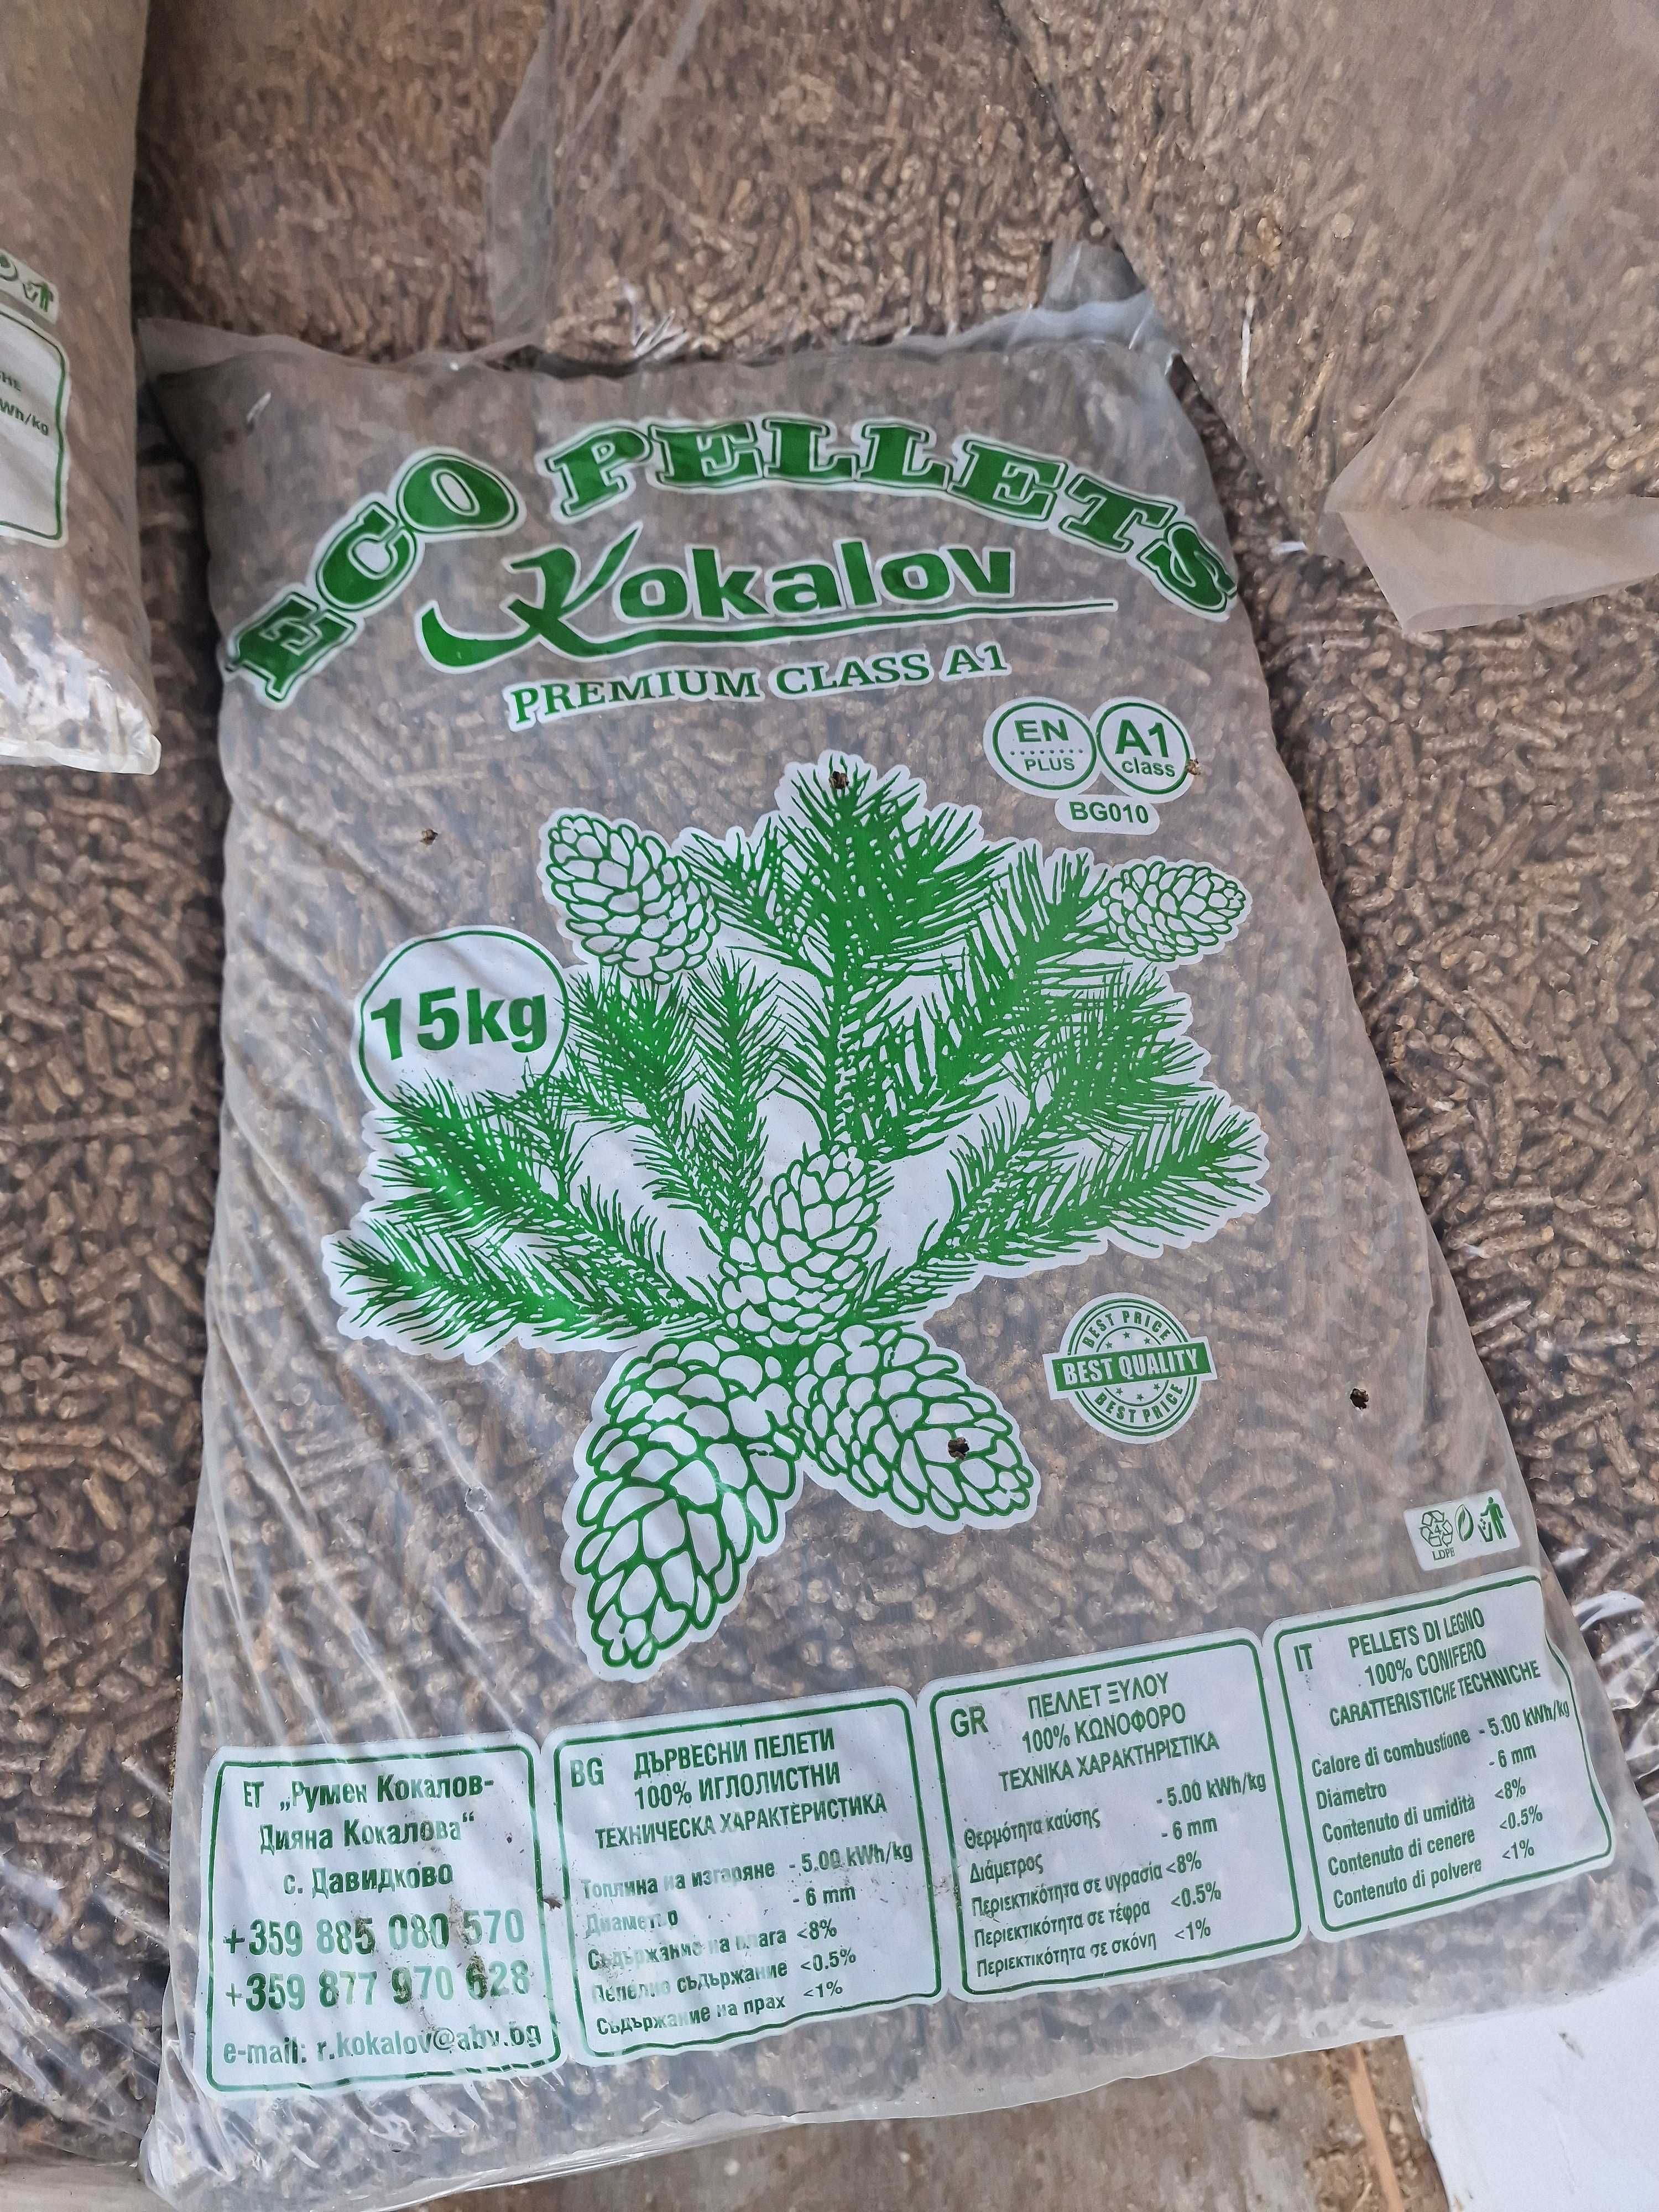 ECO PELLETS
Kokalov
PREMIUM CLASS A1
EN
PLUS
A1
class
BG010
15kg
BEST PRICE
BEST QUALITY
BEST PRICE
4
LDPE
ЕТ „Румен Кокалов-
Дияна Кокалова“
с. Давидково
+359 885 080 570
+359 877 970 628
e-mail: r.kokalov@abv.bg
BG ДЪРВЕСНИ ПЕЛЕТИ
100% ИГЛОЛИСТНИ
ТЕХНИЧЕСКА ХАРАКТЕРИСТИКА
Топлина на изгаряне - 5.00 kWh/kg
Диаметър - 6 mm
Съдържание на влага <8%
Пепелно съдържание <0.5%
Съдържание на прах <1%
GR ΠΕΛΛΕΤ ΞΥΛΟΥ
100% ΚΩΝΟΦΟΡΟ
ΤΕΧΝΙΚΑ ΧΑΡΑΚΤΗΡΙΣΤΙΚΑ
Θερμότητα καύσης - 5.00 kWh/kg
Διάμετρος - 6 mm
Περιεκτικότητα σε υγρασία <8%
Περιεκτικότητα σε τέφρα <0.5%
Περιεκτικότητα σε σκόνη <1%
IT PELLETS DI LEGNO
100% CONIFERO
CARATTERISTICHE TECHNICHE
Calore di combustione - 5.00 kWh/kg
Diametro - 6 mm
Contenuto di umidità <8%
Contenuto di cenere <0.5%
Contenuto di polvere <1%
HE
Wh/kg